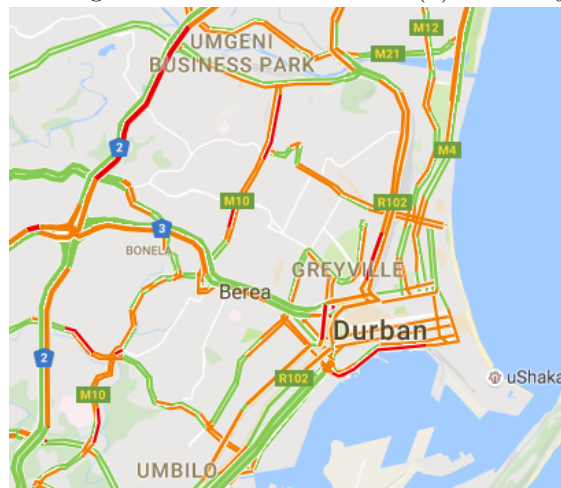 M12
UMGENI
BUSINESS PARK
M21
2
M4
M10
R102
3
BONELA
GREYVILLE
Berea
Durban
2
R102
uShaka
M10
UMBILO